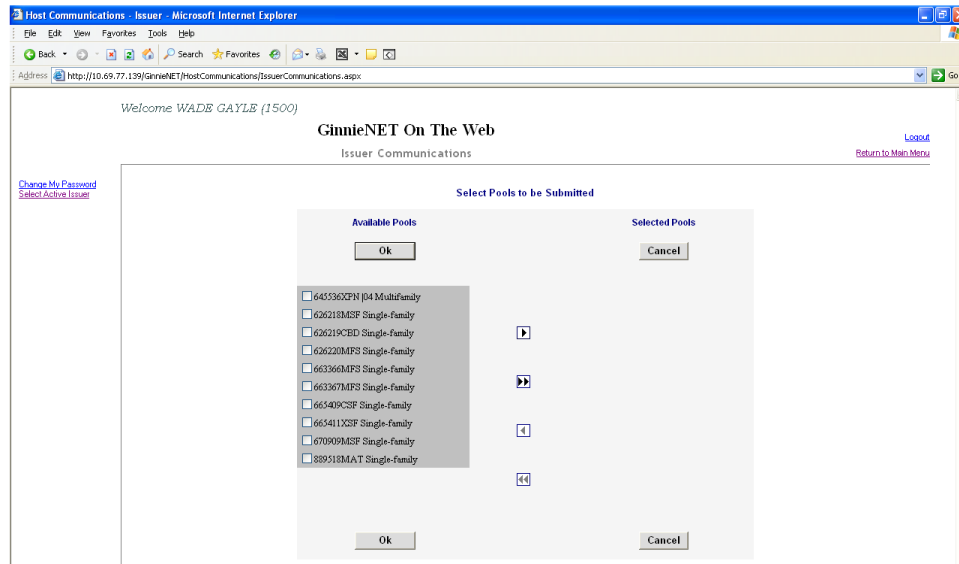 Host Communications - Issuer - Microsoft Internet Explorer
File Edit View Favorites Tools Help
Back Search Favorites
Address http://10.69.77.139/GinnieNET/HostCommunications/IssuerCommunications.aspx Go
Welcome WADE GAYLE (1500)
GinnieNET On The Web
Logout
Issuer Communications
Return to Main Menu
Change My Password
Select Active Issuer
Select Pools to be Submitted
Available Pools Selected Pools
Ok Cancel
645536XPN |04 Multifamily
626218MSF Single-family
626219CBD Single-family
626220MFS Single-family
663366MFS Single-family
663367MFS Single-family
665409CSF Single-family
665411XSF Single-family
670909MSF Single-family
889518MAT Single-family
Ok Cancel